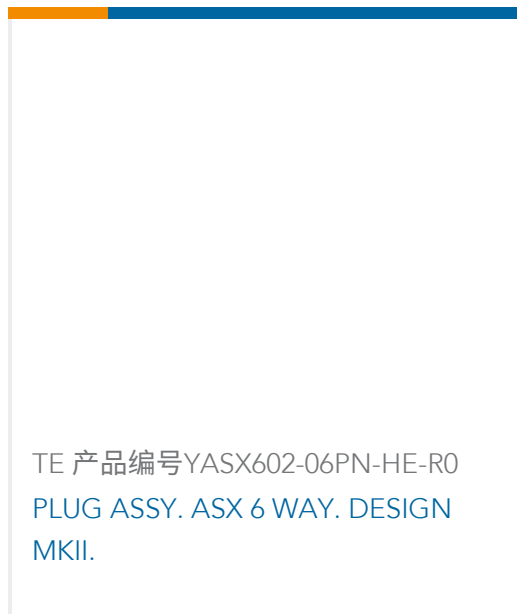 TE 产品编号YASX602-06PN-HE-R0
PLUG ASSY. ASX 6 WAY. DESIGN
MKII.